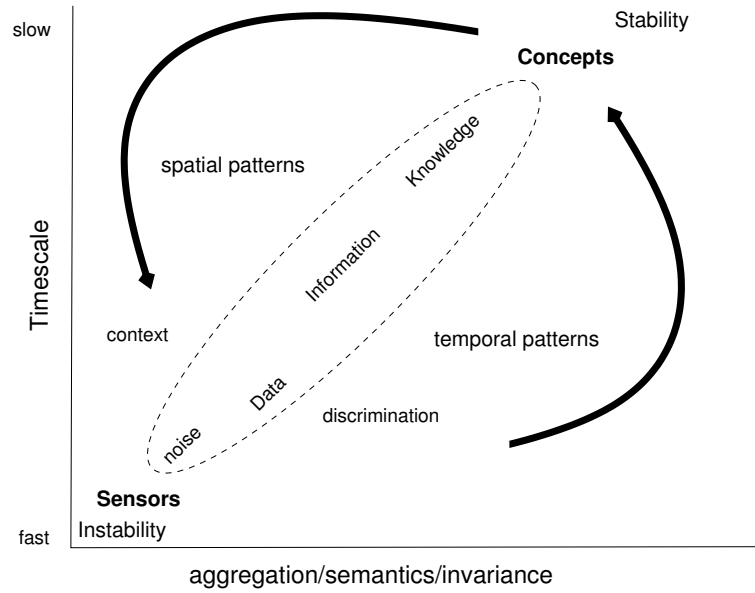 Stability
slow
Concepts
Knowledge
spatial patterns
Information
Timescale
context
temporal patterns
Data
discrimination
noise
Sensors
Instability
fast
aggregation/semantics/invariance